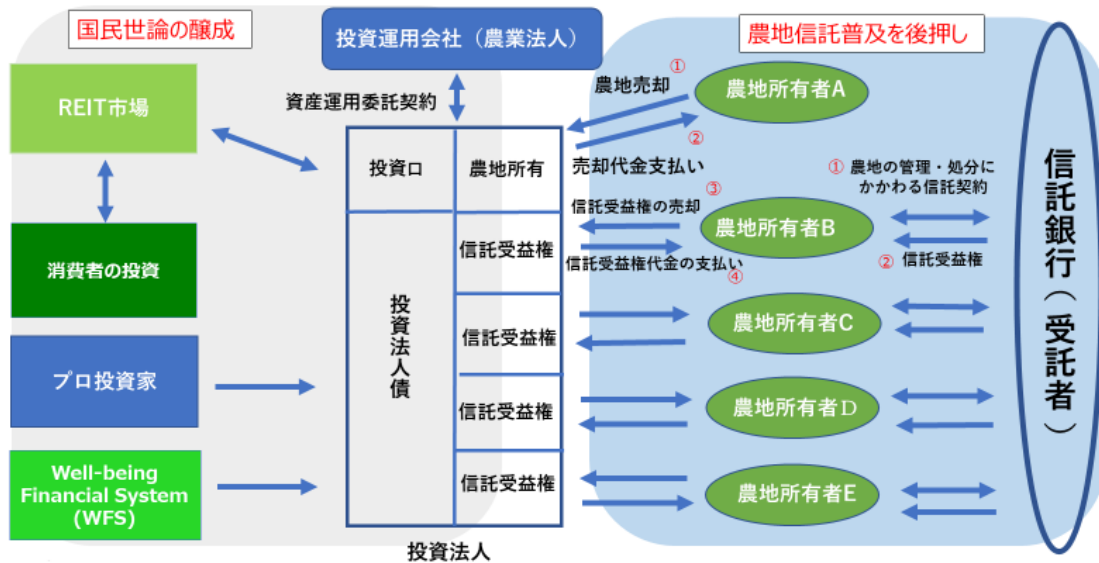 国民世論の醸成
投資運用会社（農業法人）
農地信託普及を後押し
REIT市場
資産運用委託契約
農地売却
①
農地所有者A
②
売却代金支払い
投資口
農地所有
消費者の投資
信託受益権
③
信託受益権の売却
農地所有者B
信託受益権代金の支払い
④
① 農地の管理・処分に
かかわる信託契約
② 信託受益権
信託銀行（受託者）
投資法人債
信託受益権
農地所有者C
プロ投資家
信託受益権
農地所有者D
Well-being
Financial System
(WFS)
信託受益権
農地所有者E
投資法人